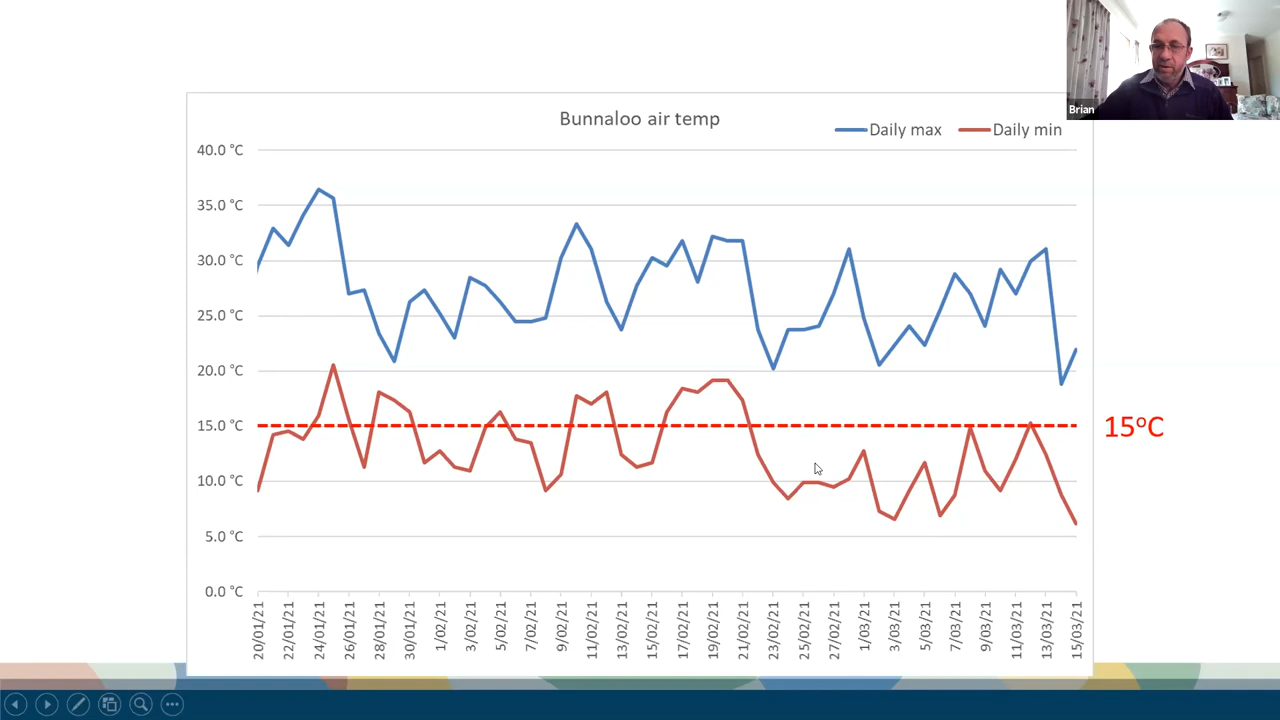 Brian
Bunnaloo air temp
Daily max
Daily min
40.0 °C
35.0 °C
30.0 °C
25.0 °C
20.0 °C
15.0 °C
10.0 °C
5.0 °C
0.0 °C
15°C
20/01/21
22/01/21
24/01/21
26/01/21
28/01/21
30/01/21
1/02/21
3/02/21
5/02/21
7/02/21
9/02/21
11/02/21
13/02/21
15/02/21
17/02/21
19/02/21
21/02/21
23/02/21
25/02/21
27/02/21
1/03/21
3/03/21
5/03/21
7/03/21
9/03/21
11/03/21
13/03/21
15/03/21